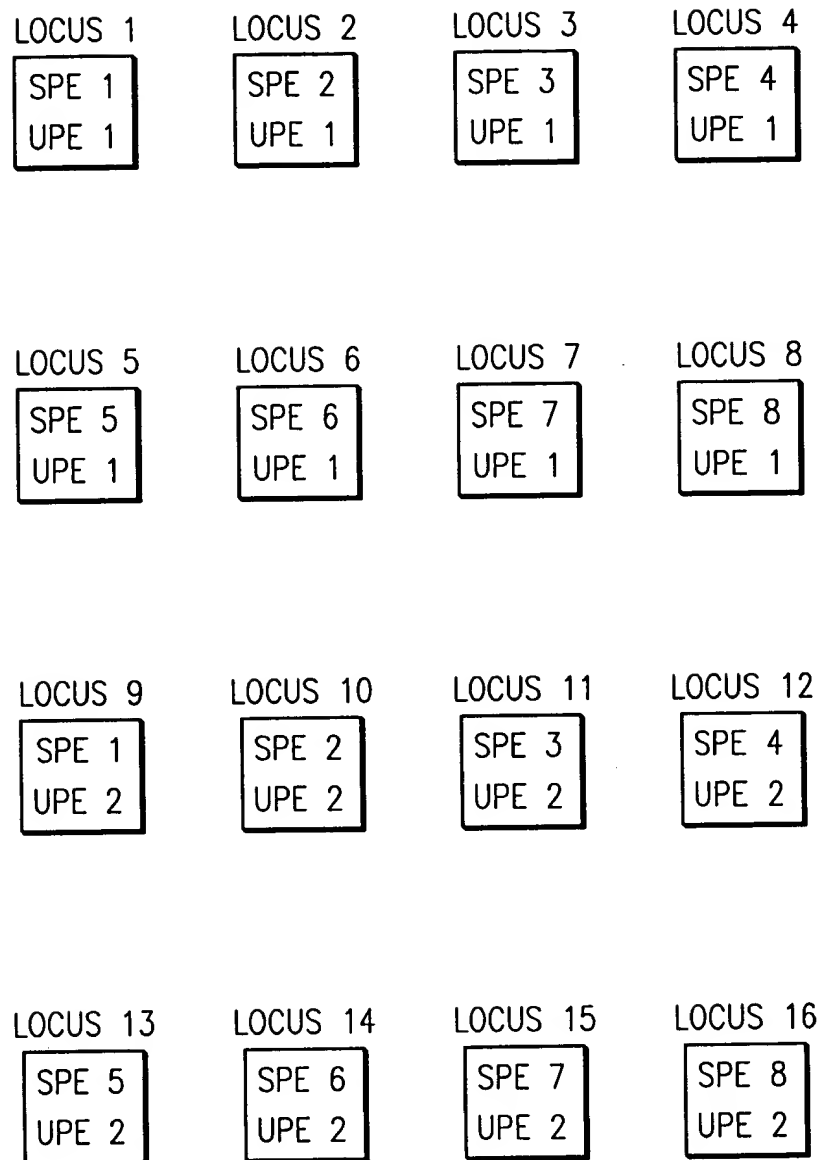 LOCUS 1 LOCUS 2 LOCUS 3 LOCUS 4
SPE 1 SPE 2 SPE 3 SPE 4
UPE 1 UPE 1 UPE 1 UPE 1
LOCUS 5 LOCUS 6 LOCUS 7 LOCUS 8
SPE 5 SPE 6 SPE 7 SPE 8
UPE 1 UPE 1 UPE 1 UPE 1
LOCUS 9 LOCUS 10 LOCUS 11 LOCUS 12
SPE 1 SPE 2 SPE 3 SPE 4
UPE 2 UPE 2 UPE 2 UPE 2
LOCUS 13 LOCUS 14 LOCUS 15 LOCUS 16
SPE 5 SPE 6 SPE 7 SPE 8
UPE 2 UPE 2 UPE 2 UPE 2